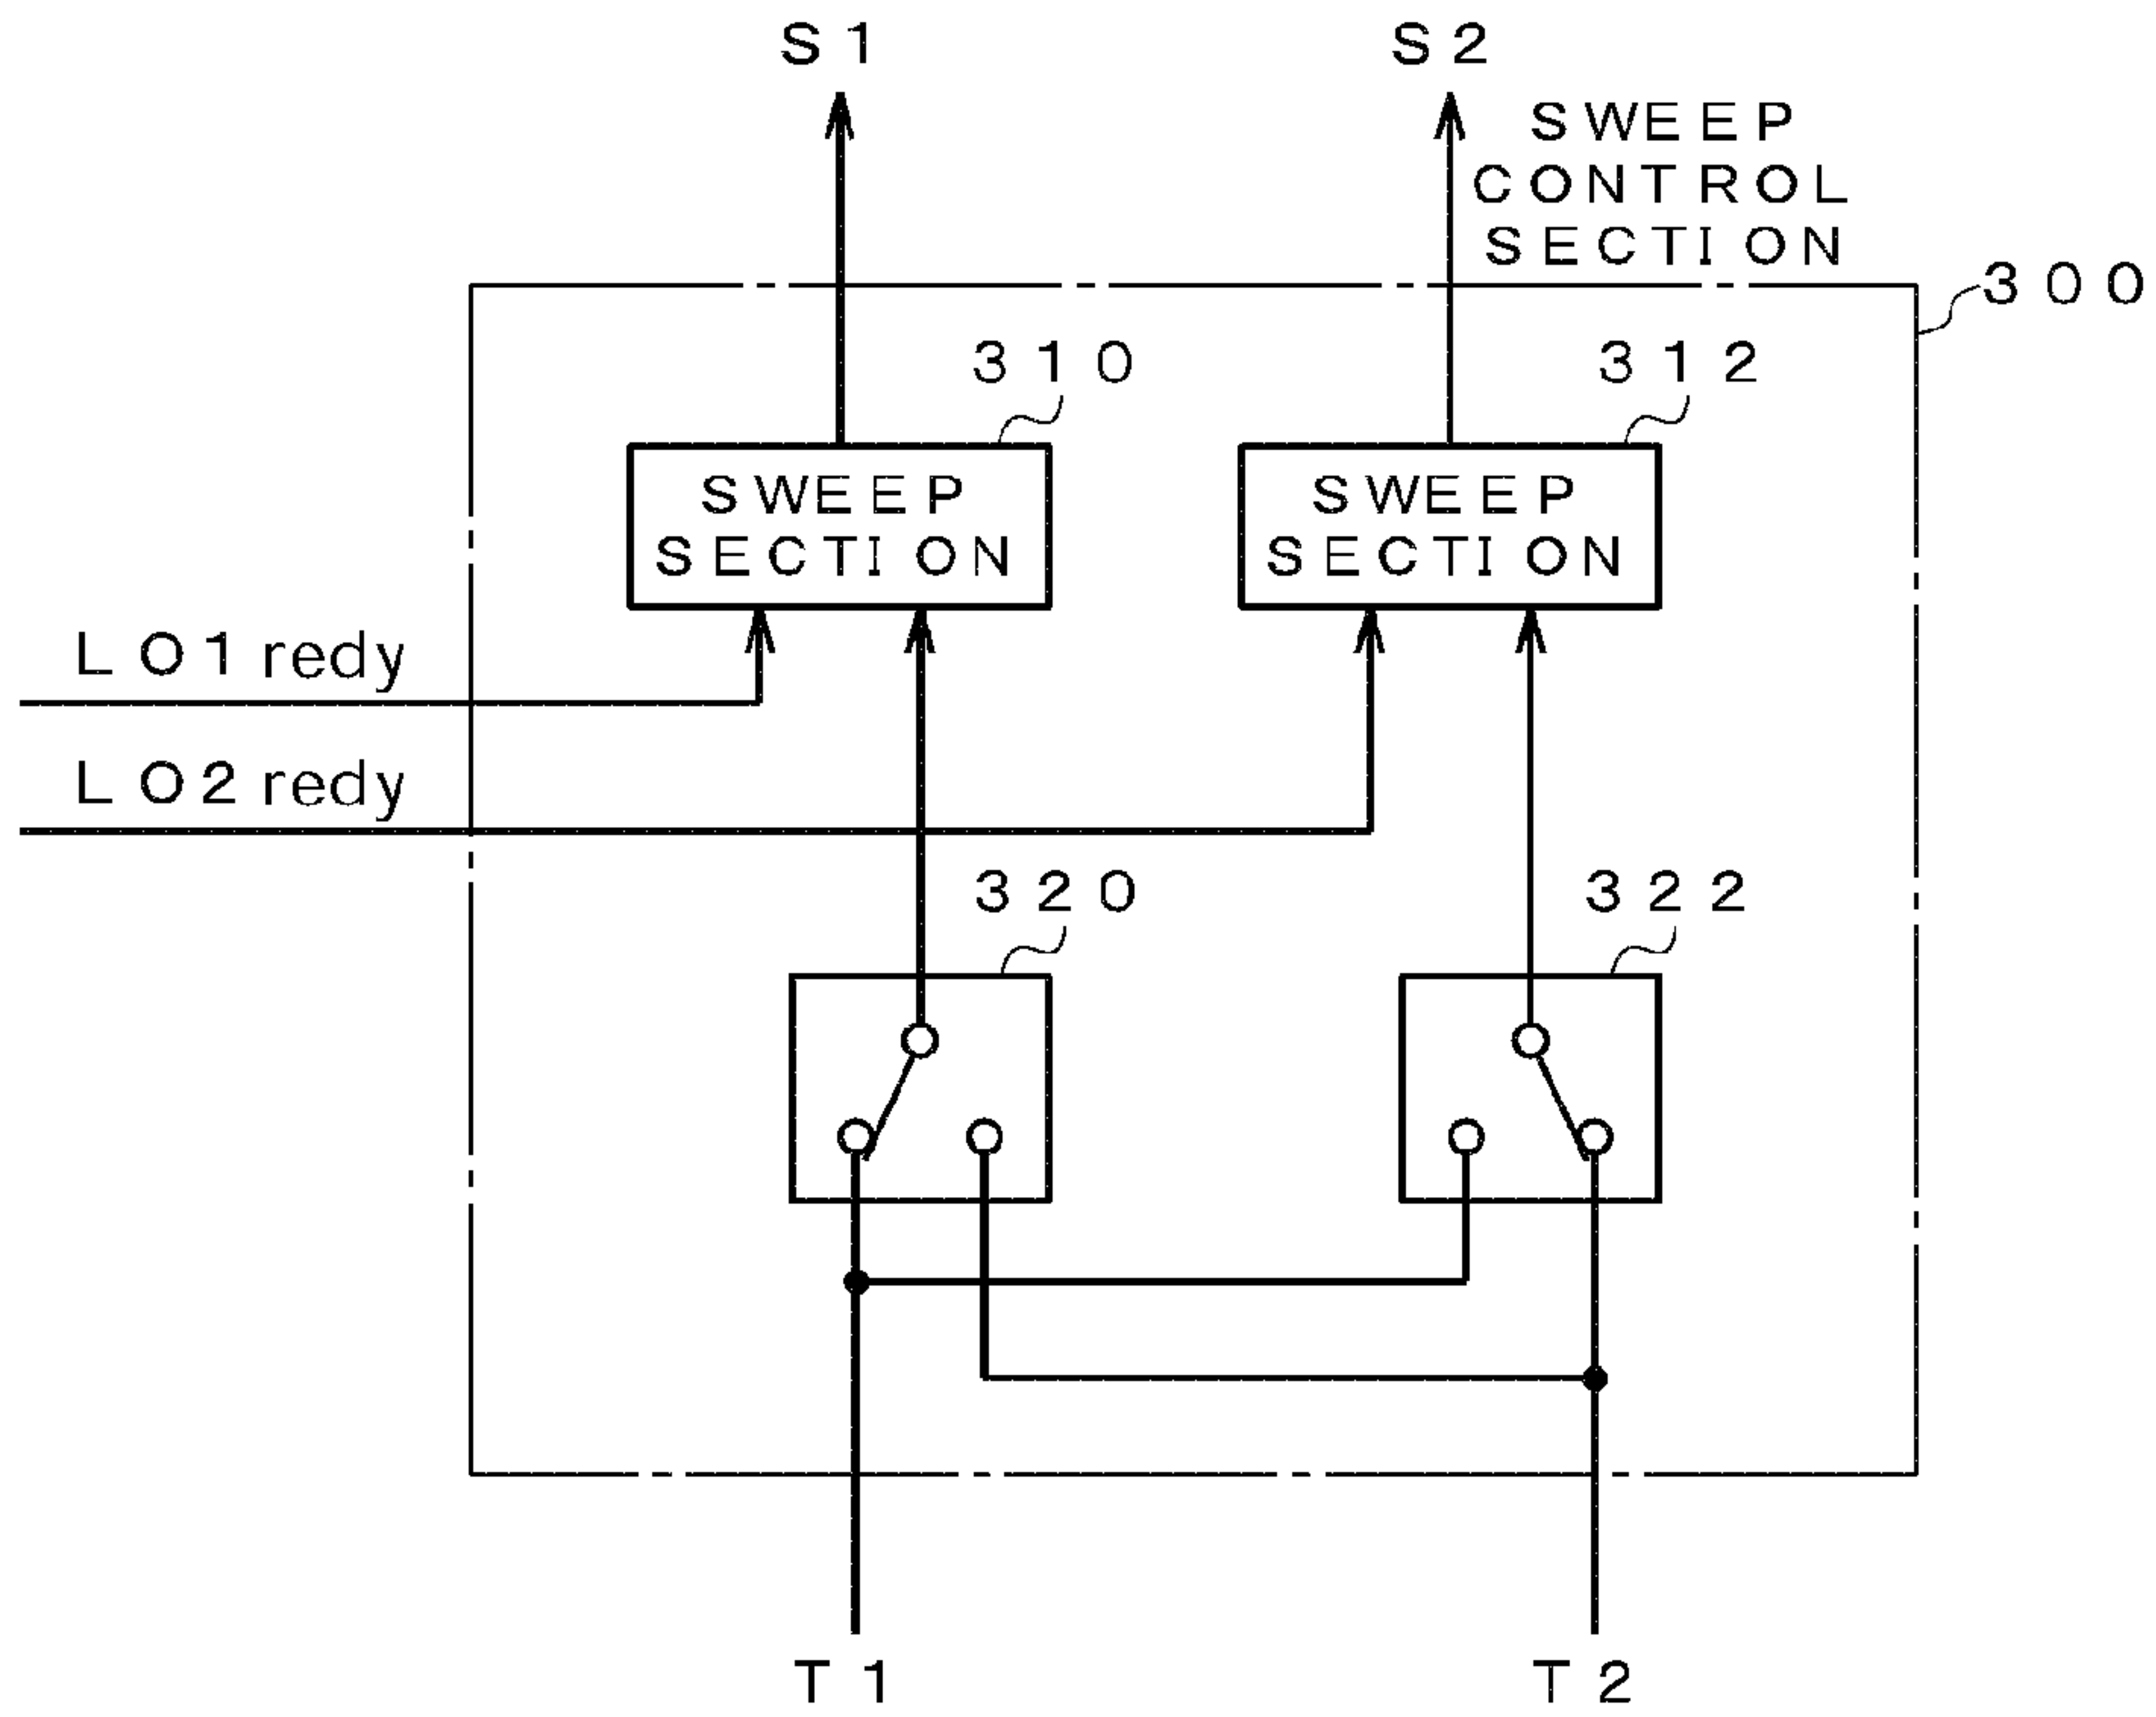 S1
S2
SWEEP
CONTROL
SECTION
300
310
312
SWEEP
SECTION
SWEEP
SECTION
LO1 redy
LO2 redy
320
322
T1
T2